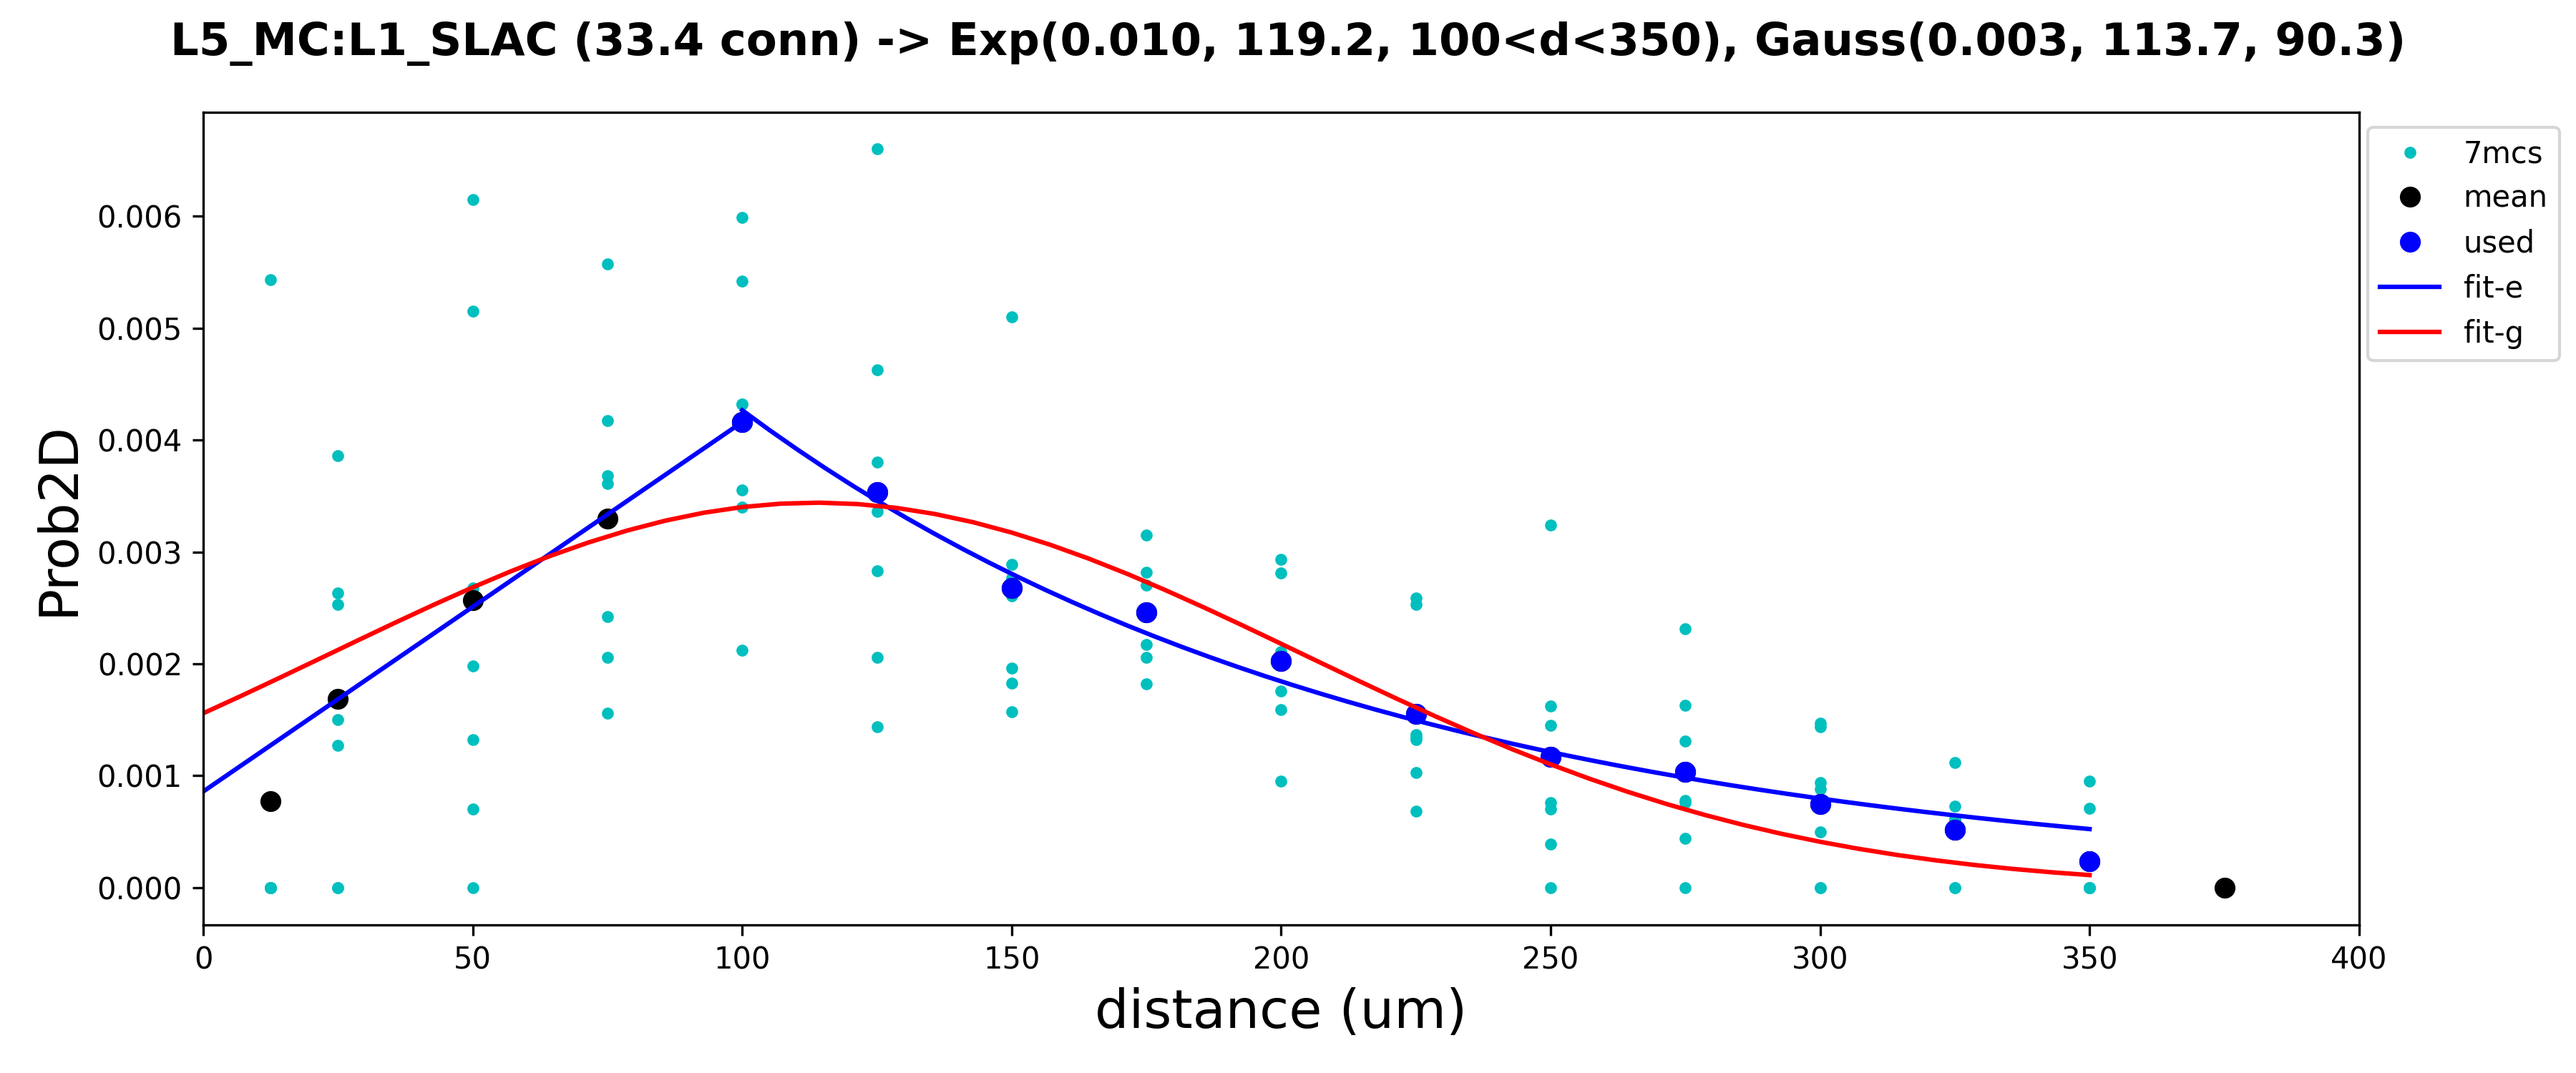 L5_MC:L1_SLAC (33.4 conn) -> Exp(0.010, 119.2, 100<d<350), Gauss(0.003, 113.7, 90.3)
7mcs
mean
used
fit-e
fit-g
Prob2D
0.006
0.005
0.004
0.003
0.002
0.001
0.000
0 50 100 150 200 250 300 350 400
distance (um)